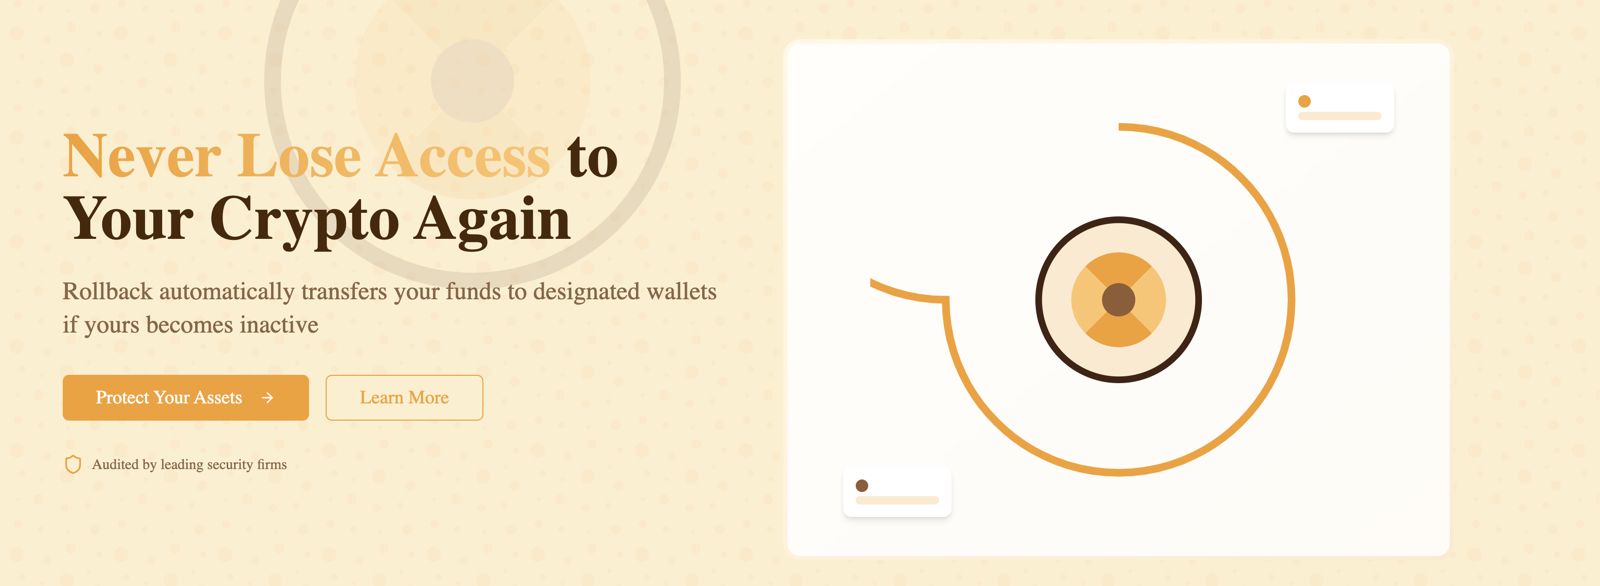 Never Lose Access to
Your Crypto Again
Rollback automatically transfers your funds to designated wallets
if yours becomes inactive
Protect Your Assets →
Learn More
Audited by leading security firms